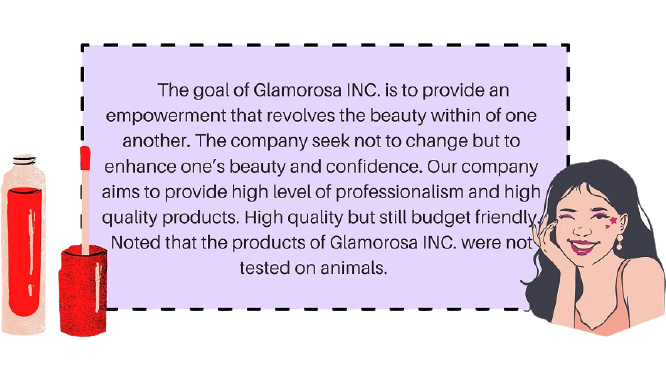 The goal of Glamorosa INC. is to provide an
empowerment that revolves the beauty within of one
another. The company seek not to change but to
enhance one's beauty and confidence. Our company
aims to provide high level of professionalism and high
quality products. High quality but still budget friendly.
Noted that the products of Glamorosa INC. were not
tested on animals.